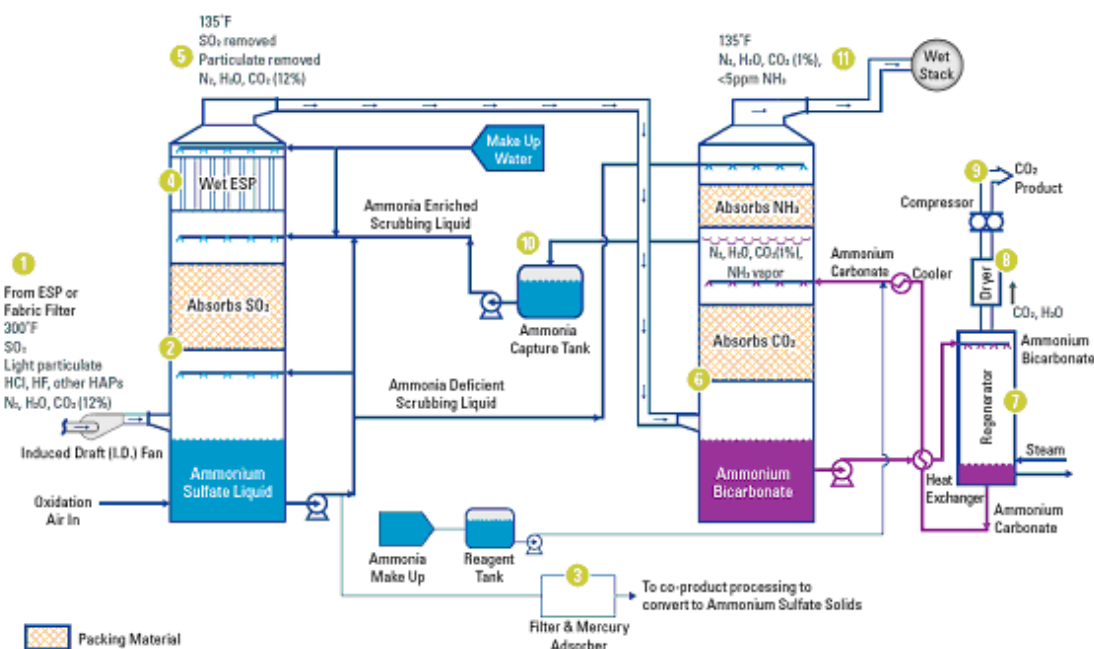 135°F
SO₂ removed
5
Particulate removed
N₂, H₂O, CO₂ (12%)
135°F
N₂, H₂O, CO₂ (1%),
11
<5ppm NH₃
Wet
Stack
Make Up
Water
4
Wet ESP
Ammonia Enriched
Scrubbing Liquid
Absorbs NH₃
9
CO₂
Product
Compressor
1
From ESP or
Fabric Filter
300°F
SO₂
Light particulate
HCl, HF, other HAPs
N₂, H₂O, CO₂ (12%)
Absorbs SO₂
2
10
Ammonia
Capture Tank
N₂, H₂O, CO₂(1%),
NH₃ vapor
Ammonium
Carbonate
Cooler
8
Dryer
CO₂, H₂O
Absorbs CO₂
6
Ammonium
Bicarbonate
Ammonia Deficient
Scrubbing Liquid
Regenerator
7
Induced Draft (I.D.) Fan
Ammonium
Sulfate Liquid
Ammonium
Bicarbonate
Steam
Heat
Exchanger
Oxidation
Air In
Ammonium
Carbonate
Ammonia
Make Up
Reagent
Tank
3
To co-product processing to
convert to Ammonium Sulfate Solids
Filter & Mercury
Adsorber
Packing Material